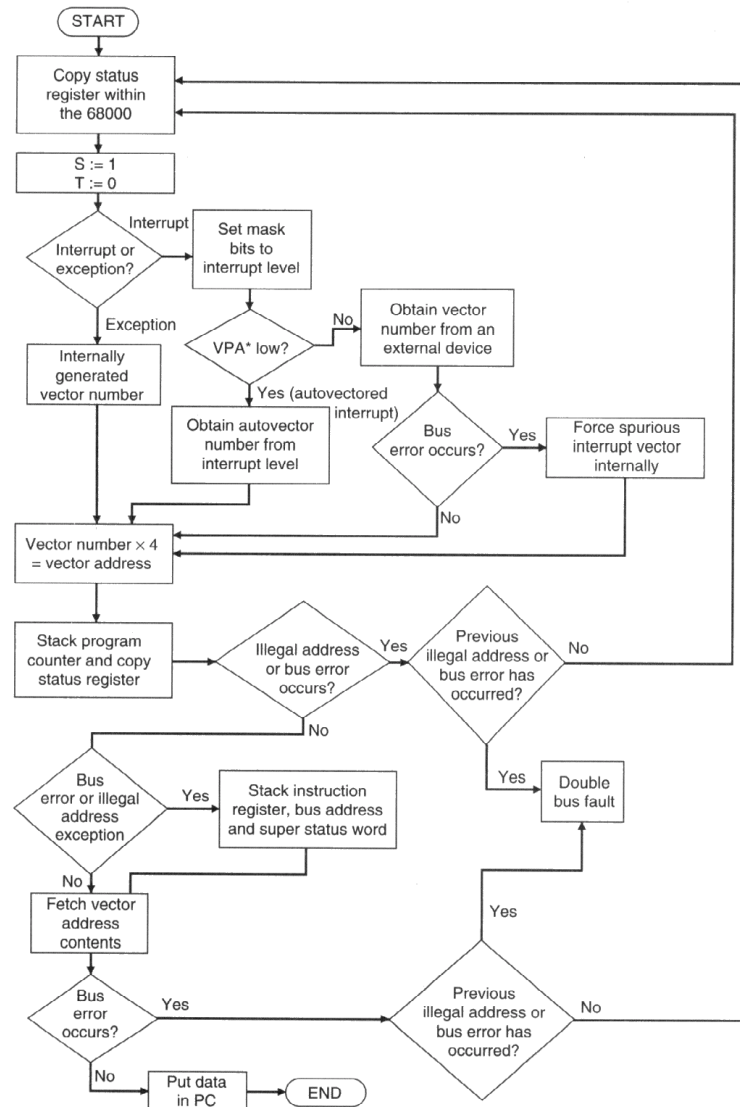 START
Copy status
register within
the 68000
S := 1
T := 0
Interrupt or
exception?
Interrupt
Set mask
bits to
interrupt level
Exception
Internally
generated
vector number
VPA* low?
No
Obtain vector
number from an
external device
Yes (autovectored
interrupt)
Obtain autovector
number from
interrupt level
Bus
error occurs?
Yes
Force spurious
interrupt vector
internally
No
Vector number × 4
= vector address
Stack program
counter and copy
status register
Illegal address
or bus error
occurs?
Yes
Previous
illegal address or
bus error has
occurred?
No
No
Yes
Double
bus fault
Bus
error or illegal
address
exception
Yes
Stack instruction
register, bus address
and super status word
No
Fetch vector
address
contents
Yes
Bus
error
occurs?
Yes
Previous
illegal address or
bus error has
occurred?
No
No
Put data
in PC
END